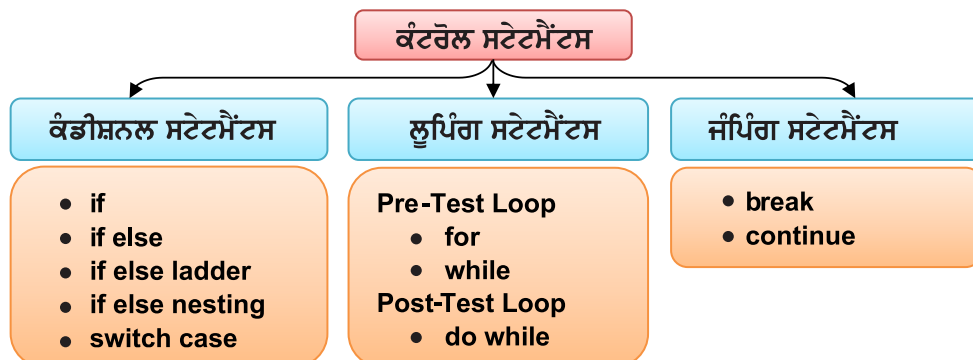 ਕੰਟਰੋਲ ਸਟੇਟਮੈਂਟਸ
ਕੰਡੀਸ਼ਨਲ ਸਟੇਟਮੈਂਟਸ
• if
• if else
• if else ladder
• if else nesting
• switch case
ਲੂਪਿੰਗ ਸਟੇਟਮੈਂਟਸ
Pre-Test Loop
• for
• while
Post-Test Loop
• do while
ਜੰਪਿੰਗ ਸਟੇਟਮੈਂਟਸ
• break
• continue